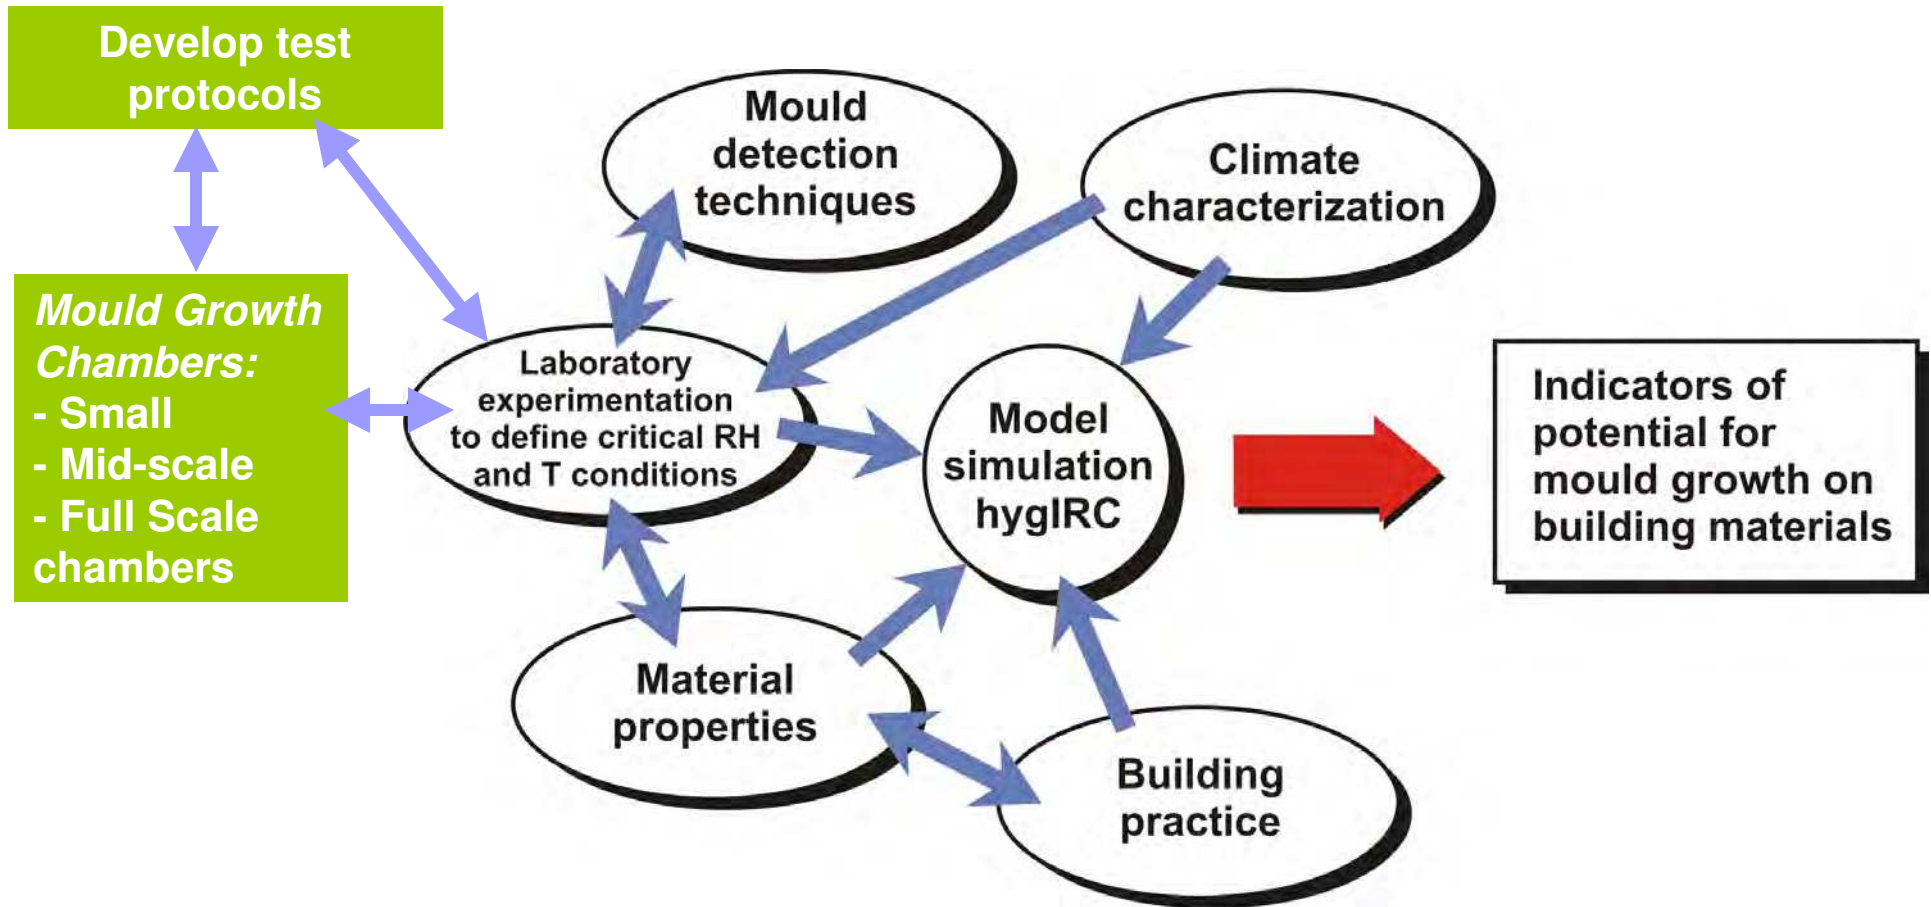 Develop test
protocols
Mould
detection
techniques
Climate
characterization
Mould Growth
Chambers:
- Small
- Mid-scale
- Full Scale
chambers
Laboratory
experimentation
to define critical RH
and T conditions
Model
simulation
hygIRC
Indicators of
potential for
mould growth on
building materials
Material
properties
Building
practice